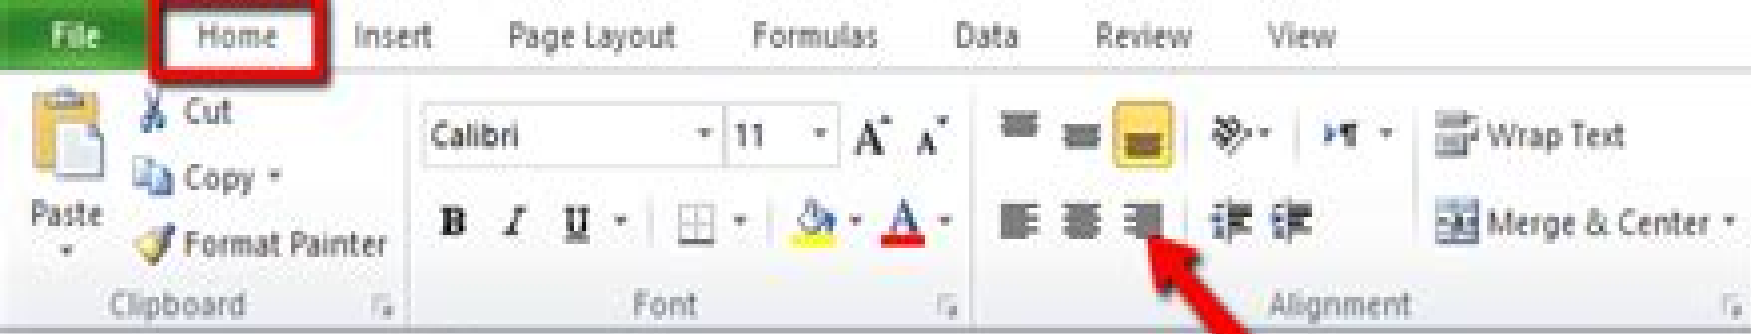 File Home Insert Page Layout Formulas Data Review View
Cut
Calibri 11 A A Wrap Text
Copy
Paste B I U A Merge & Center
Format Painter
Clipboard Font Alignment